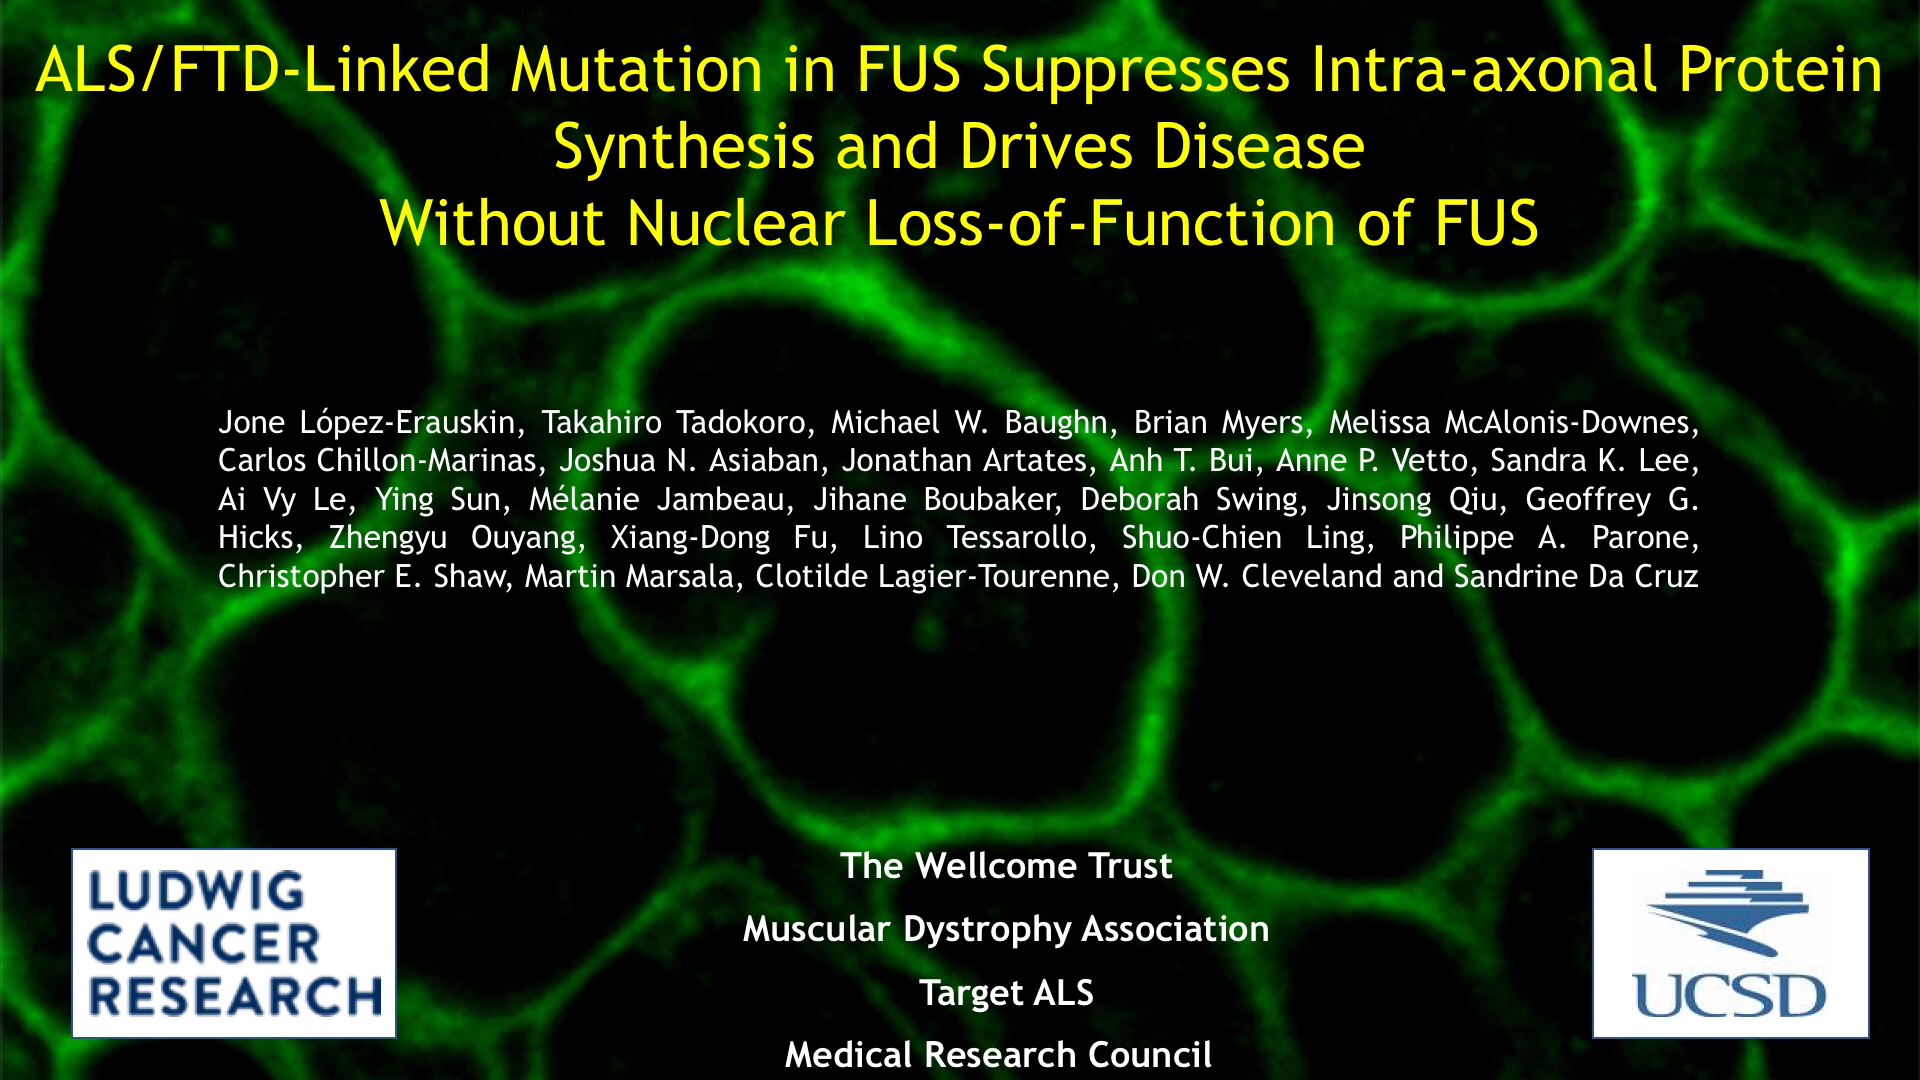 ALS/FTD-Linked Mutation in FUS Suppresses Intra-axonal Protein
Synthesis and Drives Disease
Without Nuclear Loss-of-Function of FUS
Jone López-Erauskin, Takahiro Tadokoro, Michael W. Baughn, Brian Myers, Melissa McAlonis-Downes,
Carlos Chillon-Marinas, Joshua N. Asiaban, Jonathan Artates, Anh T. Bui, Anne P. Vetto, Sandra K. Lee,
Ai Vy Le, Ying Sun, Mélanie Jambeau, Jihane Boubaker, Deborah Swing, Jinsong Qiu, Geoffrey G.
Hicks, Zhengyu Ouyang, Xiang-Dong Fu, Lino Tessarollo, Shuo-Chien Ling, Philippe A. Parone,
Christopher E. Shaw, Martin Marsala, Clotilde Lagier-Tourenne, Don W. Cleveland and Sandrine Da Cruz
LUDWIG
CANCER
RESEARCH
The Wellcome Trust
Muscular Dystrophy Association
Target ALS
Medical Research Council
UCSD